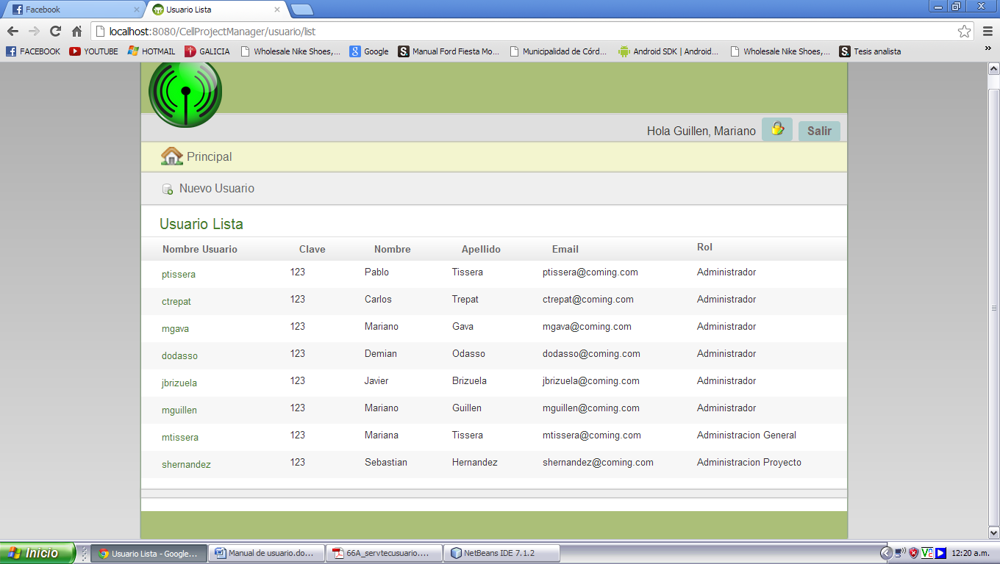 Facebook
Usuario Lista
localhost:8080/CellProjectManager/usuario/list
FACEBOOK YOUTUBE HOTMAIL GALICIA Wholesale Nike Shoes,... Google Manual Ford Fiesta Mo... Municipalidad de Córd... Android SDK | Android... Wholesale Nike Shoes,... Tesis analista
Hola Guillen, Mariano Salir
Principal
Nuevo Usuario
Usuario Lista
Nombre Usuario Clave Nombre Apellido Email Rol
ptissera 123 Pablo Tissera ptissera@coming.com Administrador
ctrepat 123 Carlos Trepat ctrepat@coming.com Administrador
mgava 123 Mariano Gava mgava@coming.com Administrador
dodasso 123 Demian Odasso dodasso@coming.com Administrador
jbrizuela 123 Javier Brizuela jbrizuela@coming.com Administrador
mguillen 123 Mariano Guillen mguillen@coming.com Administrador
mtissera 123 Mariana Tissera mtissera@coming.com Administracion General
shernandez 123 Sebastian Hernandez shernandez@coming.com Administracion Proyecto
Inicio Usuario Lista - Google... Manual de usuario.do... 66A_servtecusuario.... NetBeans IDE 7.1.2 12:20 a.m.